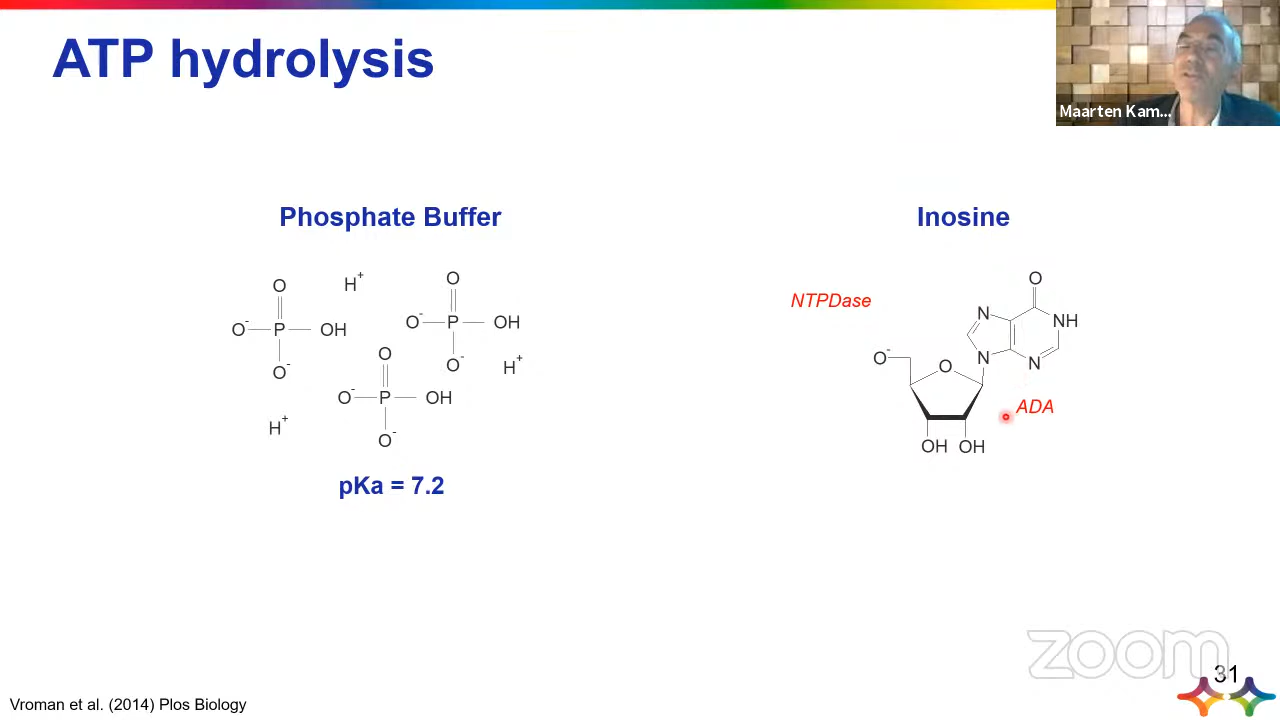 ATP hydrolysis
Maarten Kam...
Phosphate Buffer
O
H+
O
O- P OH
O- P OH
O-
O
O-
H+
O- P OH
H+
O-
pKa = 7.2
Inosine
NTPDase
O
N
NH
O-
O
N
N
ADA
OH OH
zoom
31
Vroman et al. (2014) Plos Biology